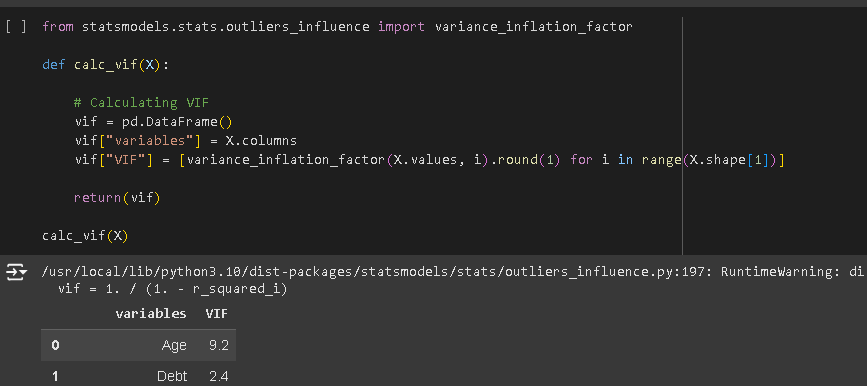 [ ] from statsmodels.stats.outliers_influence import variance_inflation_factor
def calc_vif(X):
# Calculating VIF
vif = pd.DataFrame()
vif["variables"] = X.columns
vif["VIF"] = [variance_inflation_factor(X.values, i).round(1) for i in range(X.shape[1])]
return(vif)
calc_vif(X)
/usr/local/lib/python3.10/dist-packages/statsmodels/stats/outliers_influence.py:197: RuntimeWarning: di
vif = 1. / (1. - r_squared_i)
variables VIF
0 Age 9.2
1 Debt 2.4